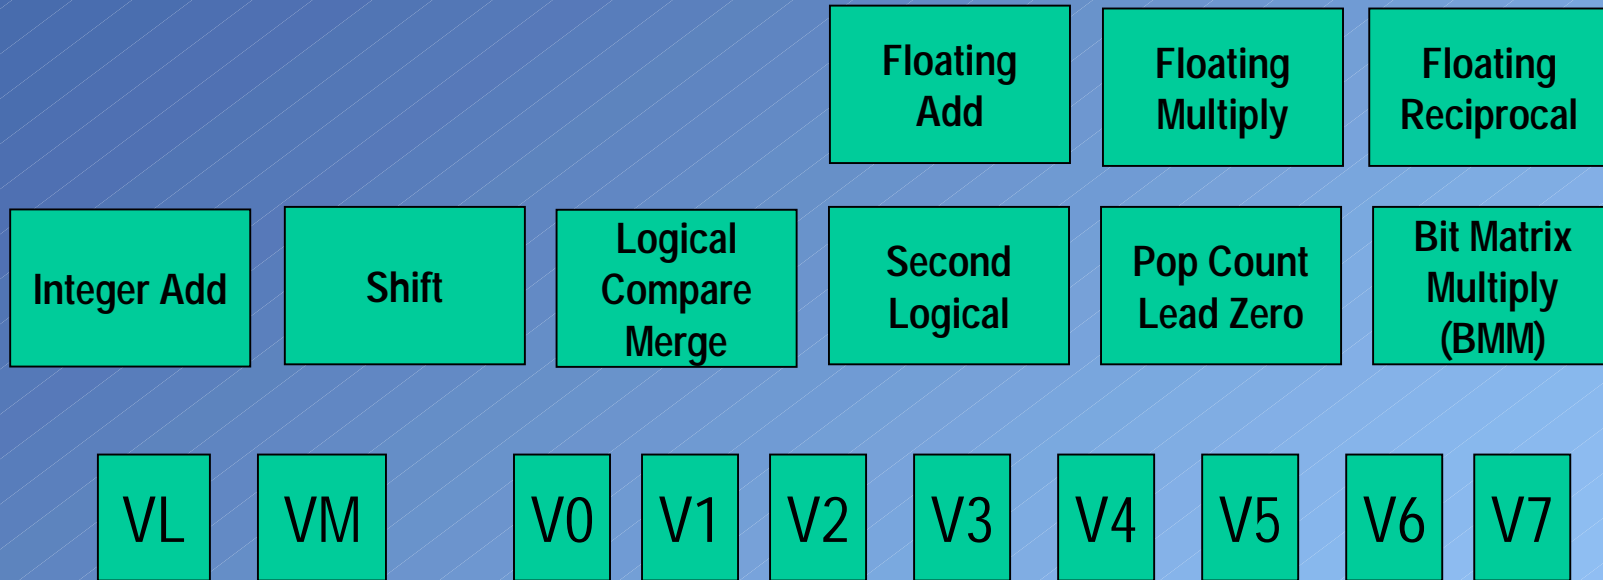 Floating
Add
Floating
Multiply
Floating
Reciprocal
Integer Add
Shift
Logical
Compare
Merge
Second
Logical
Pop Count
Lead Zero
Bit Matrix
Multiply
(BMM)
VL
VM
V0
V1
V2
V3
V4
V5
V6
V7